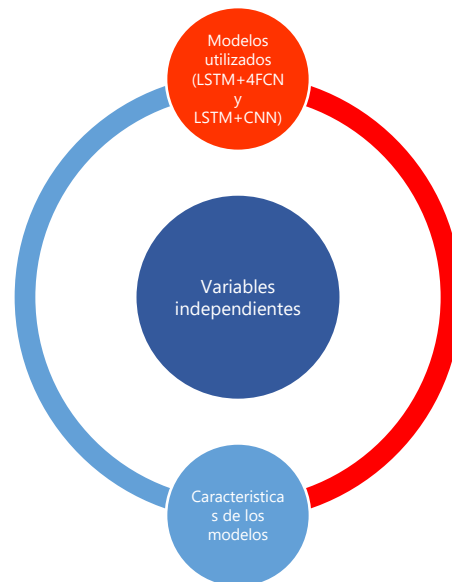 Modelos
utilizados
(LSTM+4FCN
y
LSTM+CNN)
Variables
independientes
Caracteristica
s de los
modelos